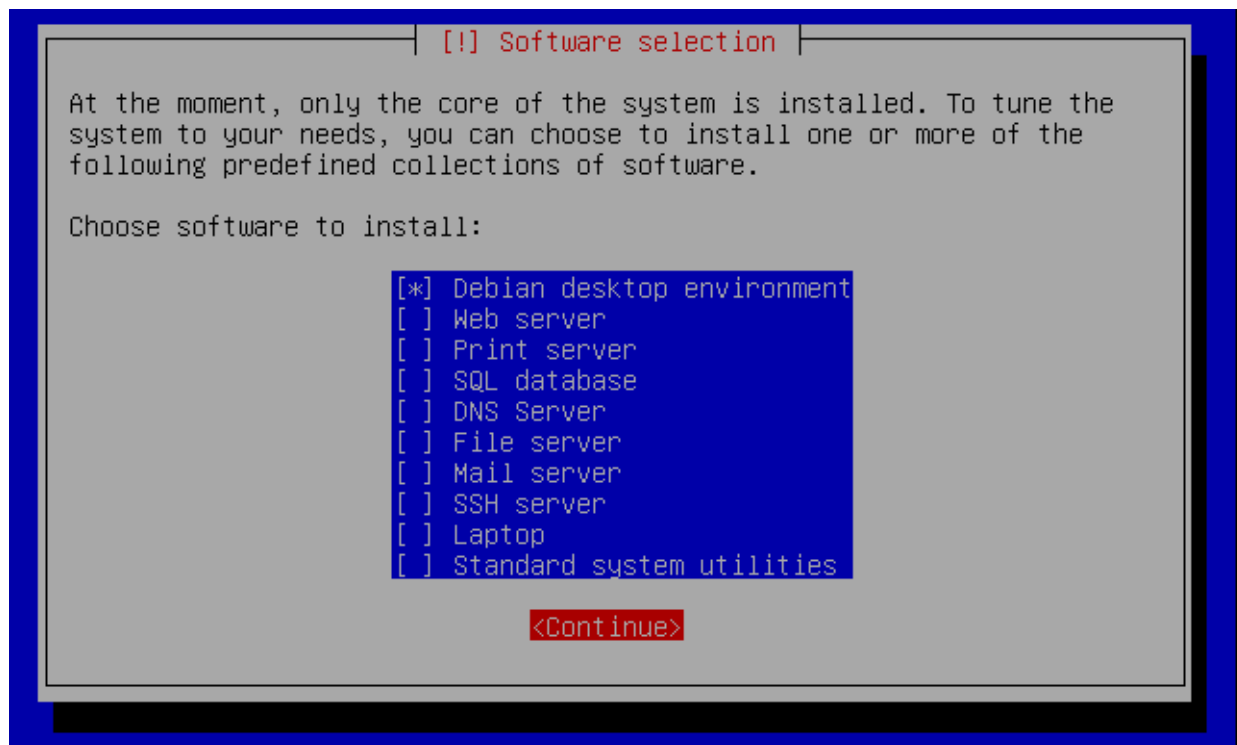 [!] Software selection
At the moment, only the core of the system is installed. To tune the
system to your needs, you can choose to install one or more of the
following predefined collections of software.
Choose software to install:
[*] Debian desktop environment
[ ] Web server
[ ] Print server
[ ] SQL database
[ ] DNS Server
[ ] File server
[ ] Mail server
[ ] SSH server
[ ] Laptop
[ ] Standard system utilities
<Continue>